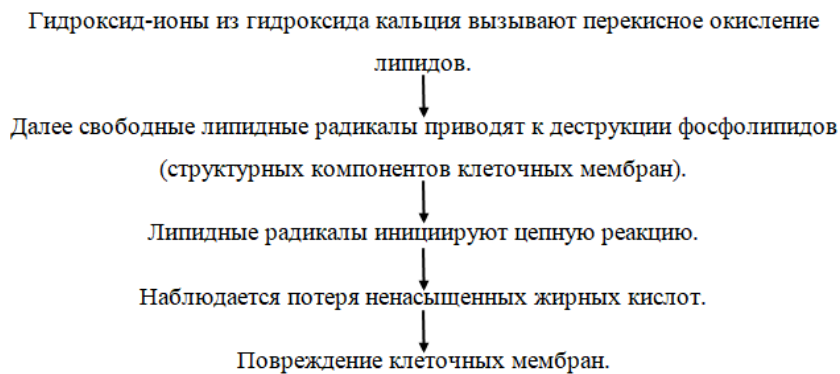 Гидроксид-ионы из гидроксида кальция вызывают перекисное окисление
липидов.
Далее свободные липидные радикалы приводят к деструкции фосфолипидов
(структурных компонентов клеточных мембран).
Липидные радикалы инициируют цепную реакцию.
Наблюдается потеря ненасыщенных жирных кислот.
Повреждение клеточных мембран.